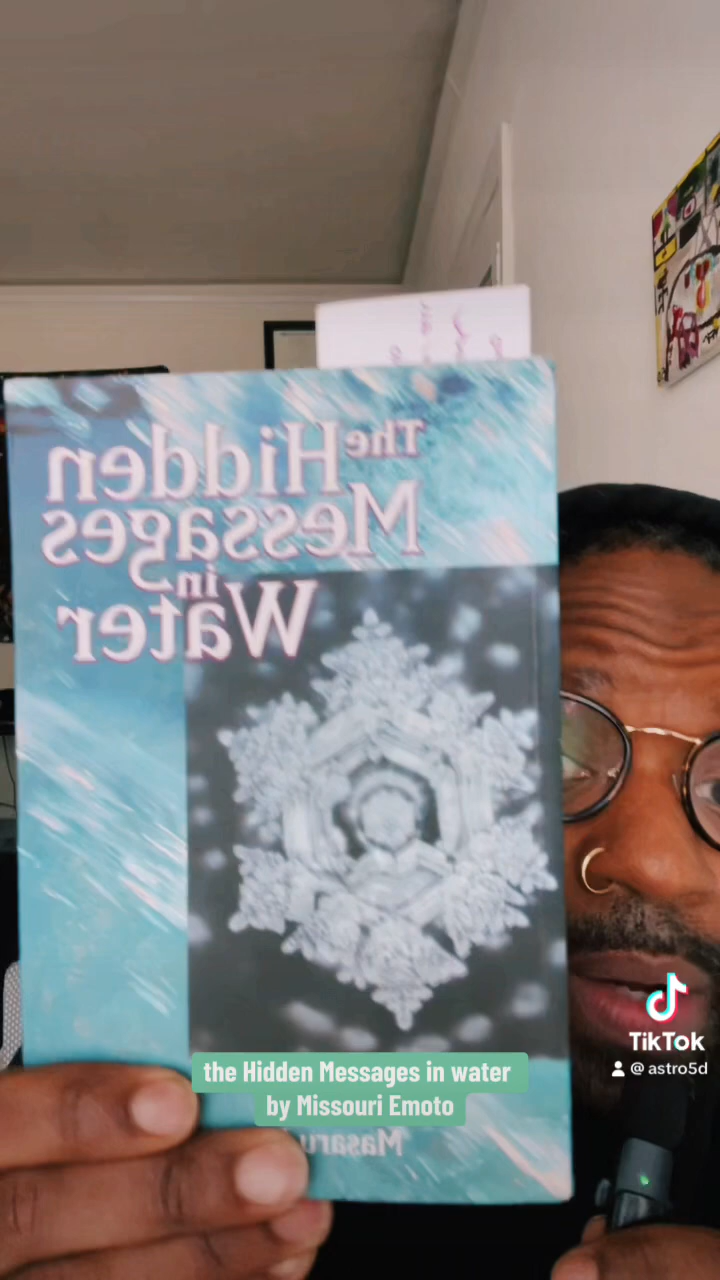 The Hidden
Messages
in
Water
the Hidden Messages in water
by Missouri Emoto
Masaru
TikTok
@ astro5d